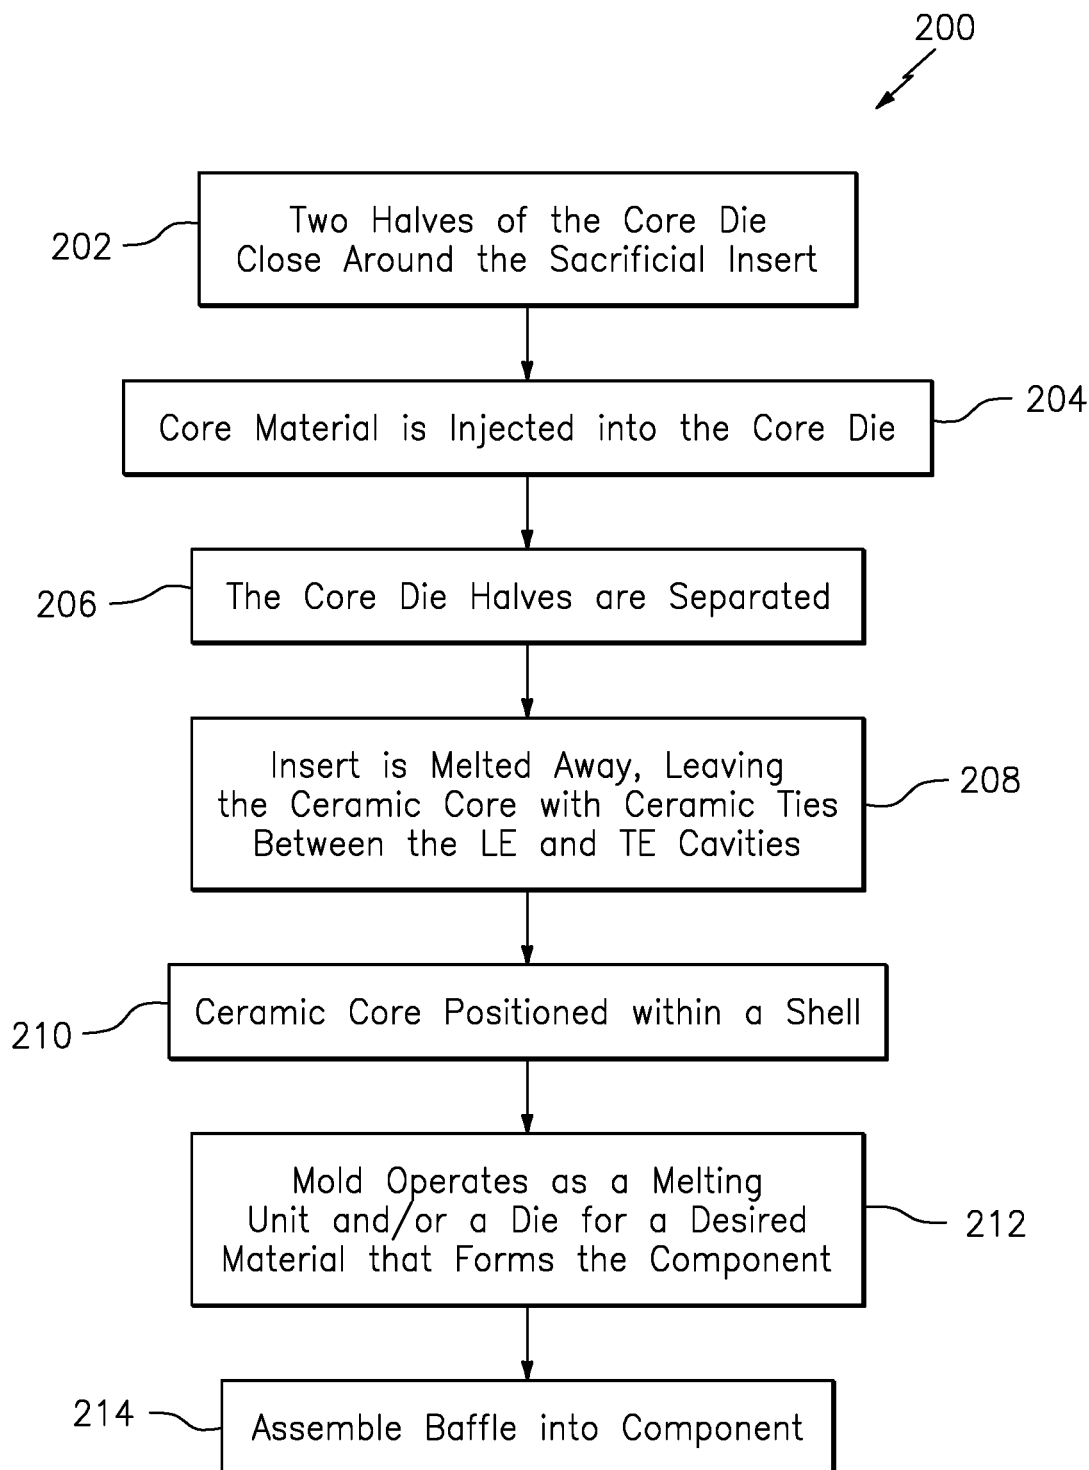 200
202
Two Halves of the Core Die
Close Around the Sacrificial Insert
204
Core Material is Injected into the Core Die
206
The Core Die Halves are Separated
208
Insert is Melted Away, Leaving
the Ceramic Core with Ceramic Ties
Between the LE and TE Cavities
210
Ceramic Core Positioned within a Shell
212
Mold Operates as a Melting
Unit and/or a Die for a Desired
Material that Forms the Component
214
Assemble Baffle into Component